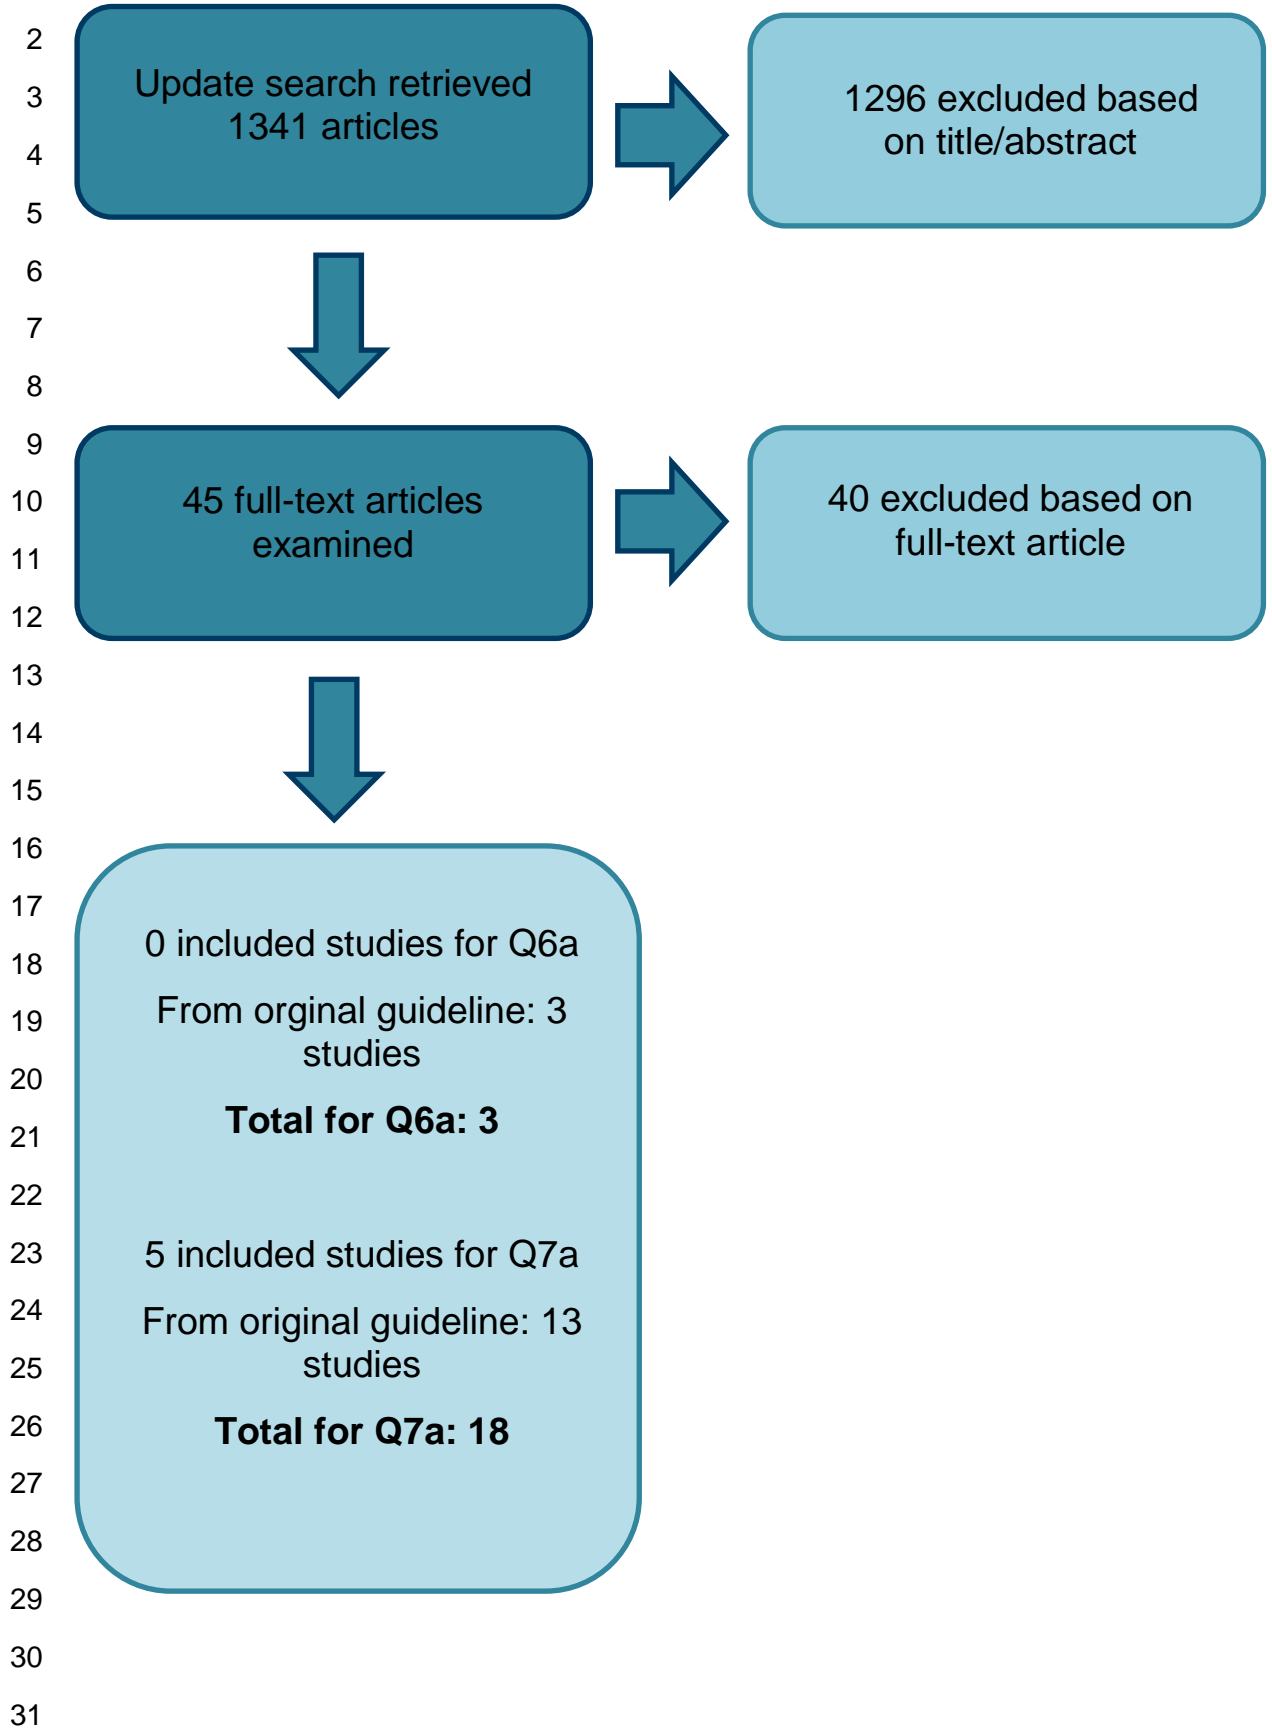 2
Update search retrieved
3
1341 articles
1296 excluded based
on title/abstract
4
5
6
7
8
9
10
45 full-text articles
examined
40 excluded based on
full-text article
11
12
13
14
15
16
17
0 included studies for Q6a
18
From orginal guideline: 3
19
studies
20
Total for Q6a: 3
21
22
5 included studies for Q7a
23
From original guideline: 13
24
studies
25
Total for Q7a: 18
26
27
28
29
30
31